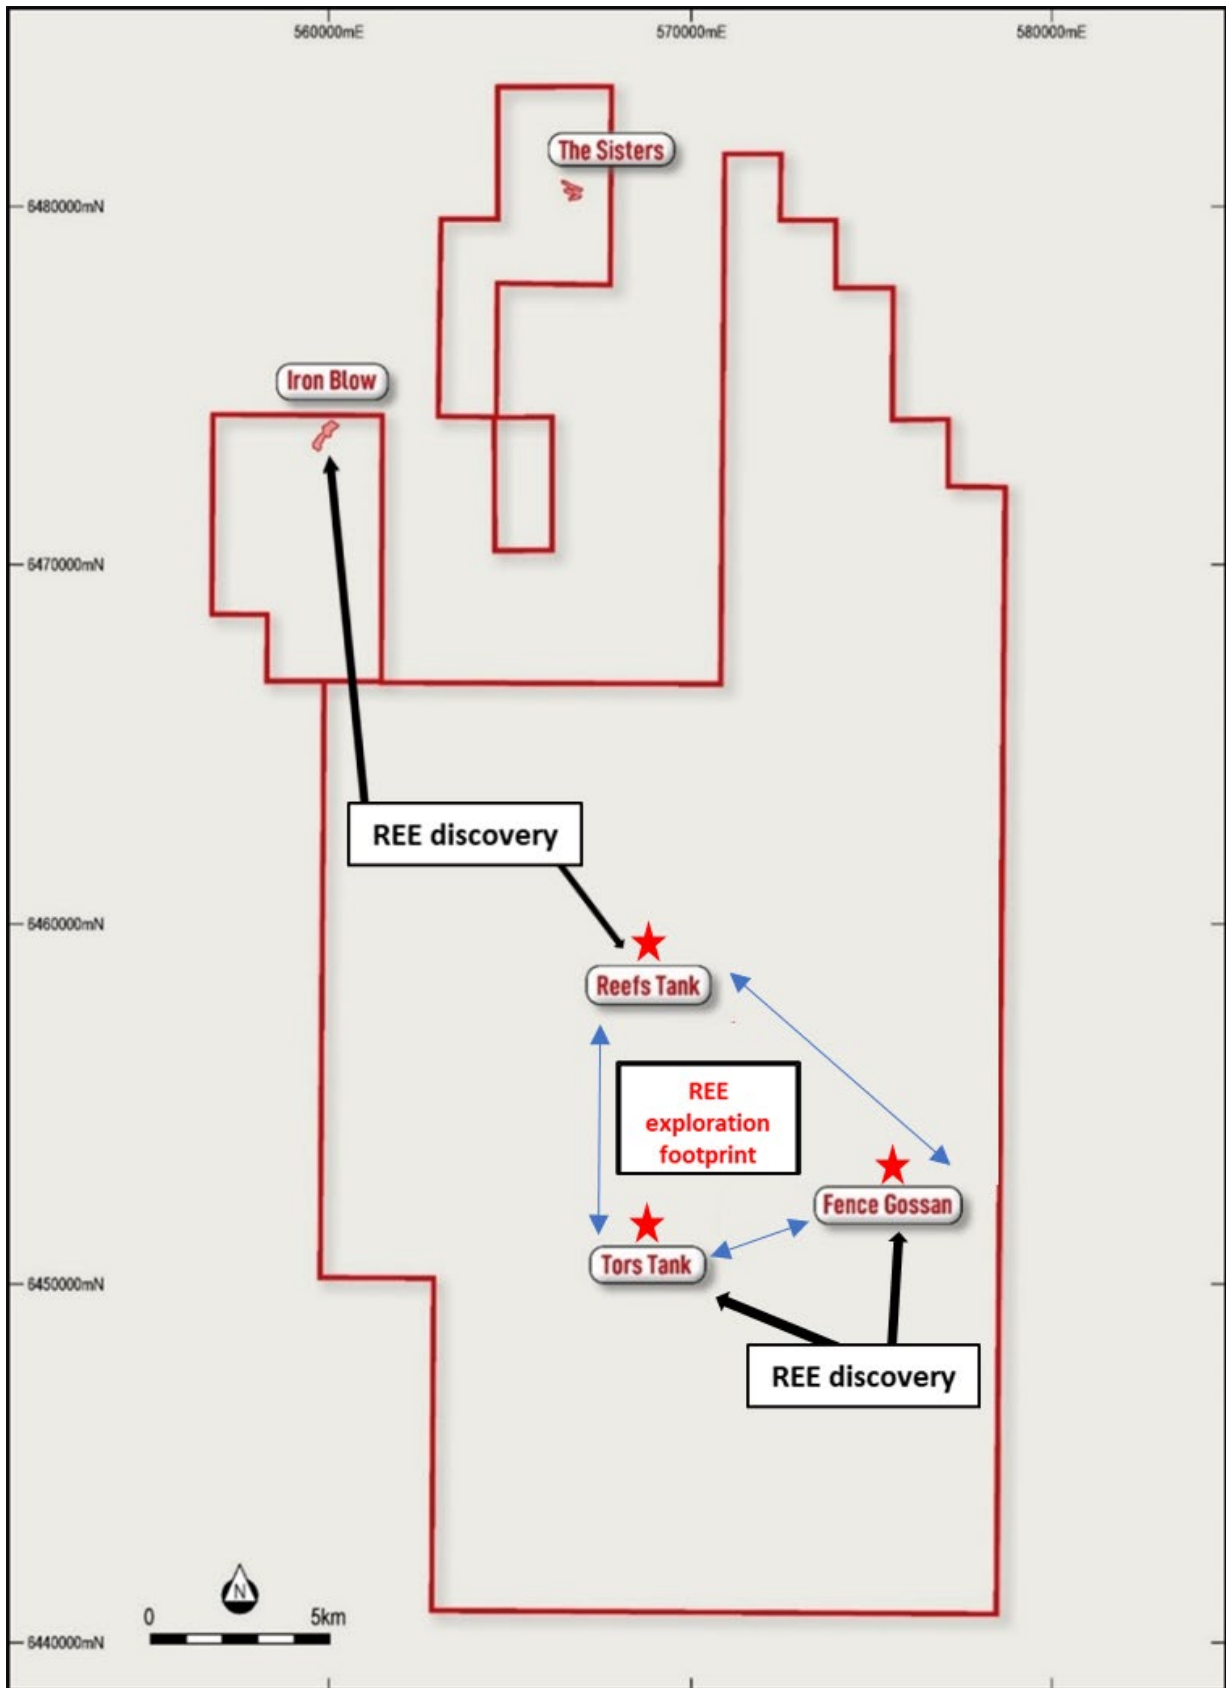 560000mE
570000mE
580000mE
The Sisters
6480000mN
Iron Blow
6470000mN
REE discovery
6460000mN
Reefs Tank
REE
exploration
footprint
Fence Gossan
Tors Tank
6450000mN
REE discovery
N
0 5km
6440000mN